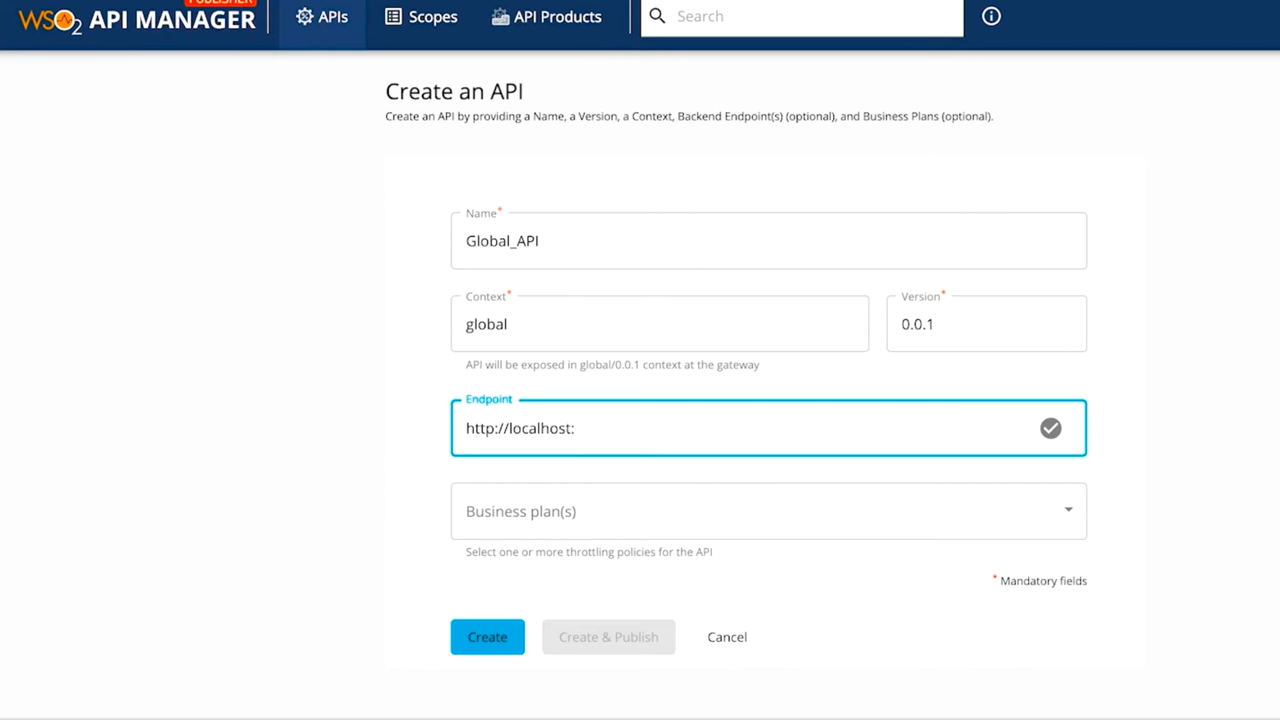 PUBLISHER
WSO2 API MANAGER
APIs
Scopes
API Products
Search
Create an API
Create an API by providing a Name, a Version, a Context, Backend Endpoint(s) (optional), and Business Plans (optional).
Name*
Global_API
Context*
global
Version*
0.0.1
API will be exposed in global/0.0.1 context at the gateway
Endpoint
http://localhost:
Business plan(s)
Select one or more throttling policies for the API
* Mandatory fields
Create
Create & Publish
Cancel